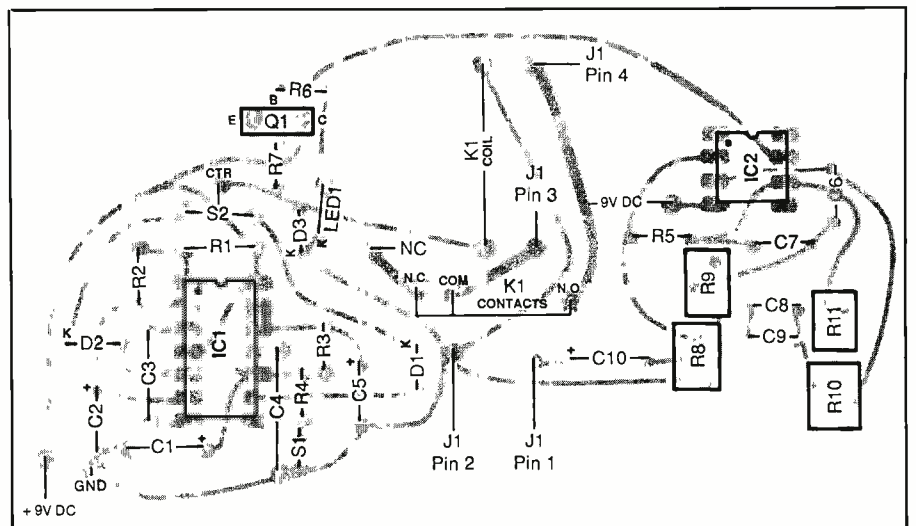 J1
Pin 4
R6
B
E
Q1
C
R7
CTR
K1
COIL
J1
Pin 3
IC2
-9V DC
S2
D3
K
LED1
K
R1
NC
R5
C7
R2
N.C.
COM
K1
CONTACTS
N.O.
R9
IC1
C8
R11
K
D2
C3
R3
K
D1
C9
R8
+
C10
+
C2
C4
R4
+
C5
R10
C1
+
S1
J1
Pin 2
J1
Pin 1
GND
+9V DC